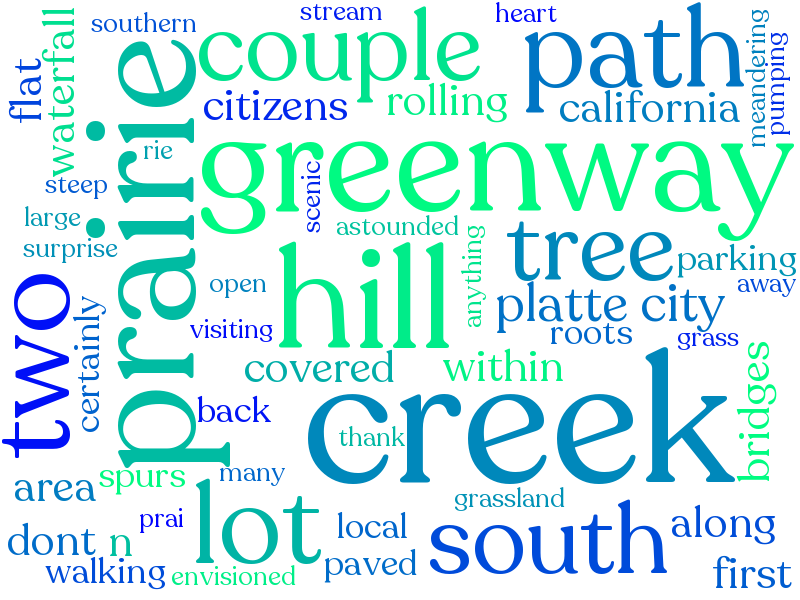 stream
heart
southern
couple
path
flat
waterfall
prairie
citizens
rolling
california
meandering
pumping
greenway
rie
steep
scenic
large
surprise
astounded
anything
tree
parking
open
hill
platte city
away
two
certainly
visiting
roots
grass
covered
within
bridges
back
creek
thank
spurs
many
area
lot
grassland
prai
local
south
along
dont
n
walking
envisioned
paved
first